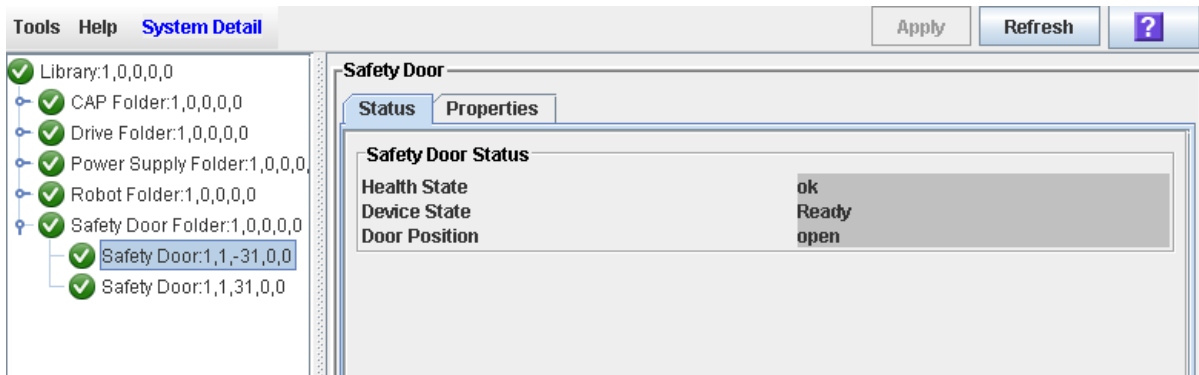 Tools Help System Detail Apply Refresh ?
Library:1,0,0,0,0
CAP Folder:1,0,0,0,0
Drive Folder:1,0,0,0,0
Power Supply Folder:1,0,0,0,
Robot Folder:1,0,0,0,0
Safety Door Folder:1,0,0,0,0
Safety Door:1,1,-31,0,0
Safety Door:1,1,31,0,0
Safety Door
Status Properties
Safety Door Status
Health State ok
Device State Ready
Door Position open